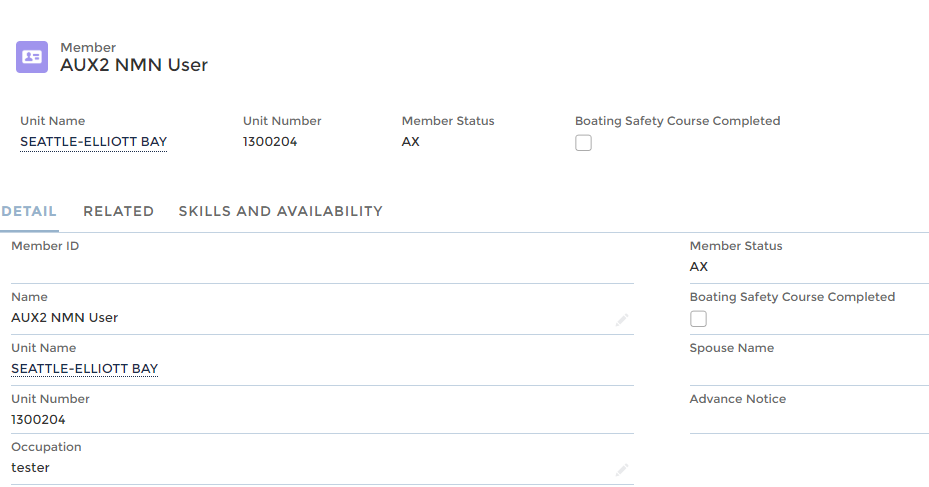 Member
AUX2 NMN User
Unit Name
Unit Number
Member Status
Boating Safety Course Completed
SEATTLE-ELLIOTT BAY
1300204
AX
DETAIL
RELATED
SKILLS AND AVAILABILITY
Member ID
Name
AUX2 NMN User
Unit Name
SEATTLE-ELLIOTT BAY
Unit Number
1300204
Occupation
tester
Member Status
AX
Boating Safety Course Completed
Spouse Name
Advance Notice